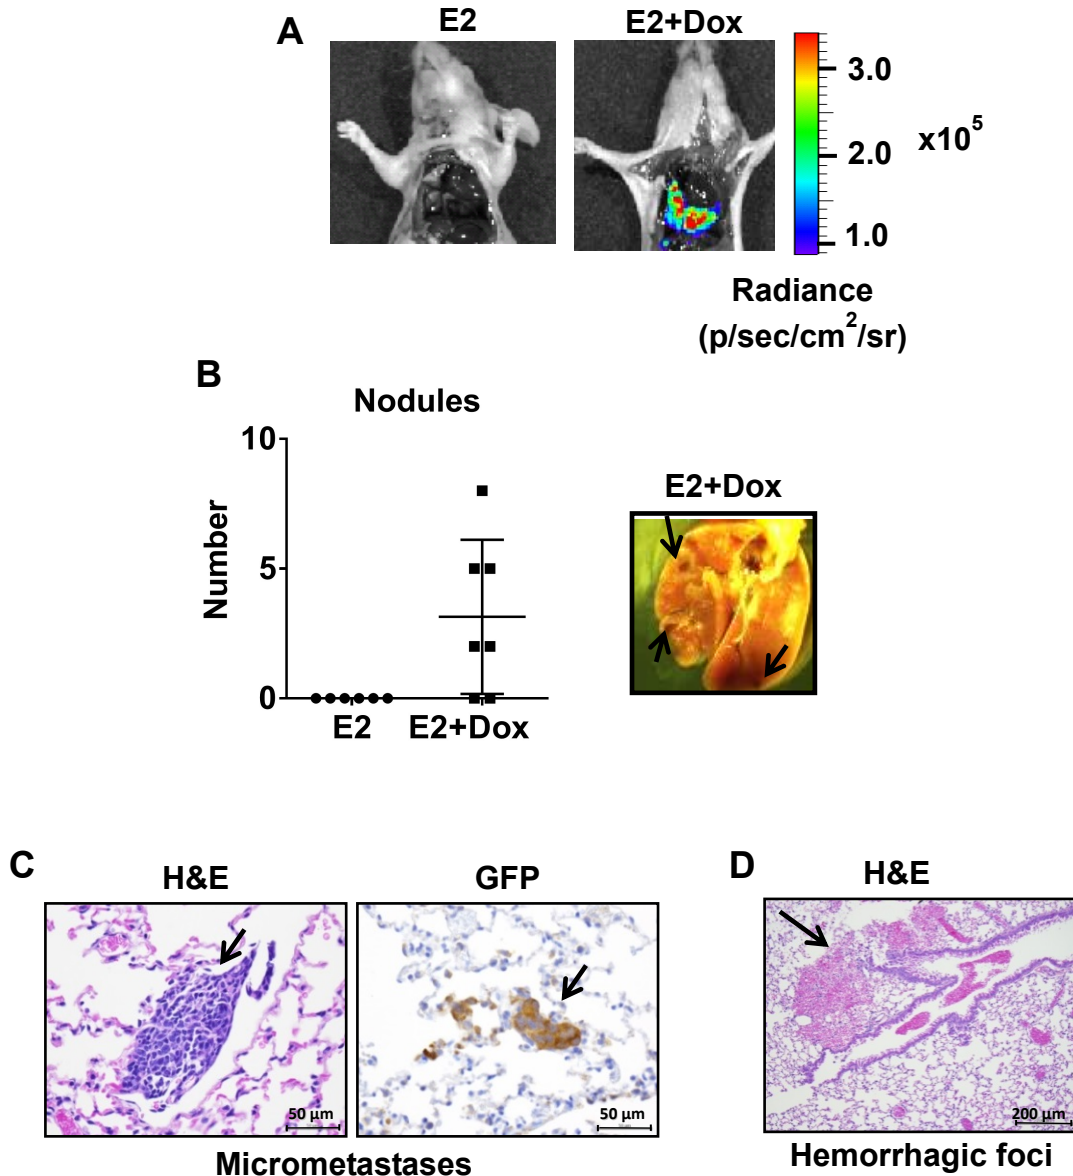 A
E2
E2+Dox
3.0
2.0
1.0
x10^5
Radiance
(p/sec/cm^2/sr)
B
Nodules
10
5
0
Number
E2
E2+Dox
E2+Dox
C
H&E
GFP
50 μm
50 μm
Micrometastases
D
H&E
200 μm
Hemorrhagic foci